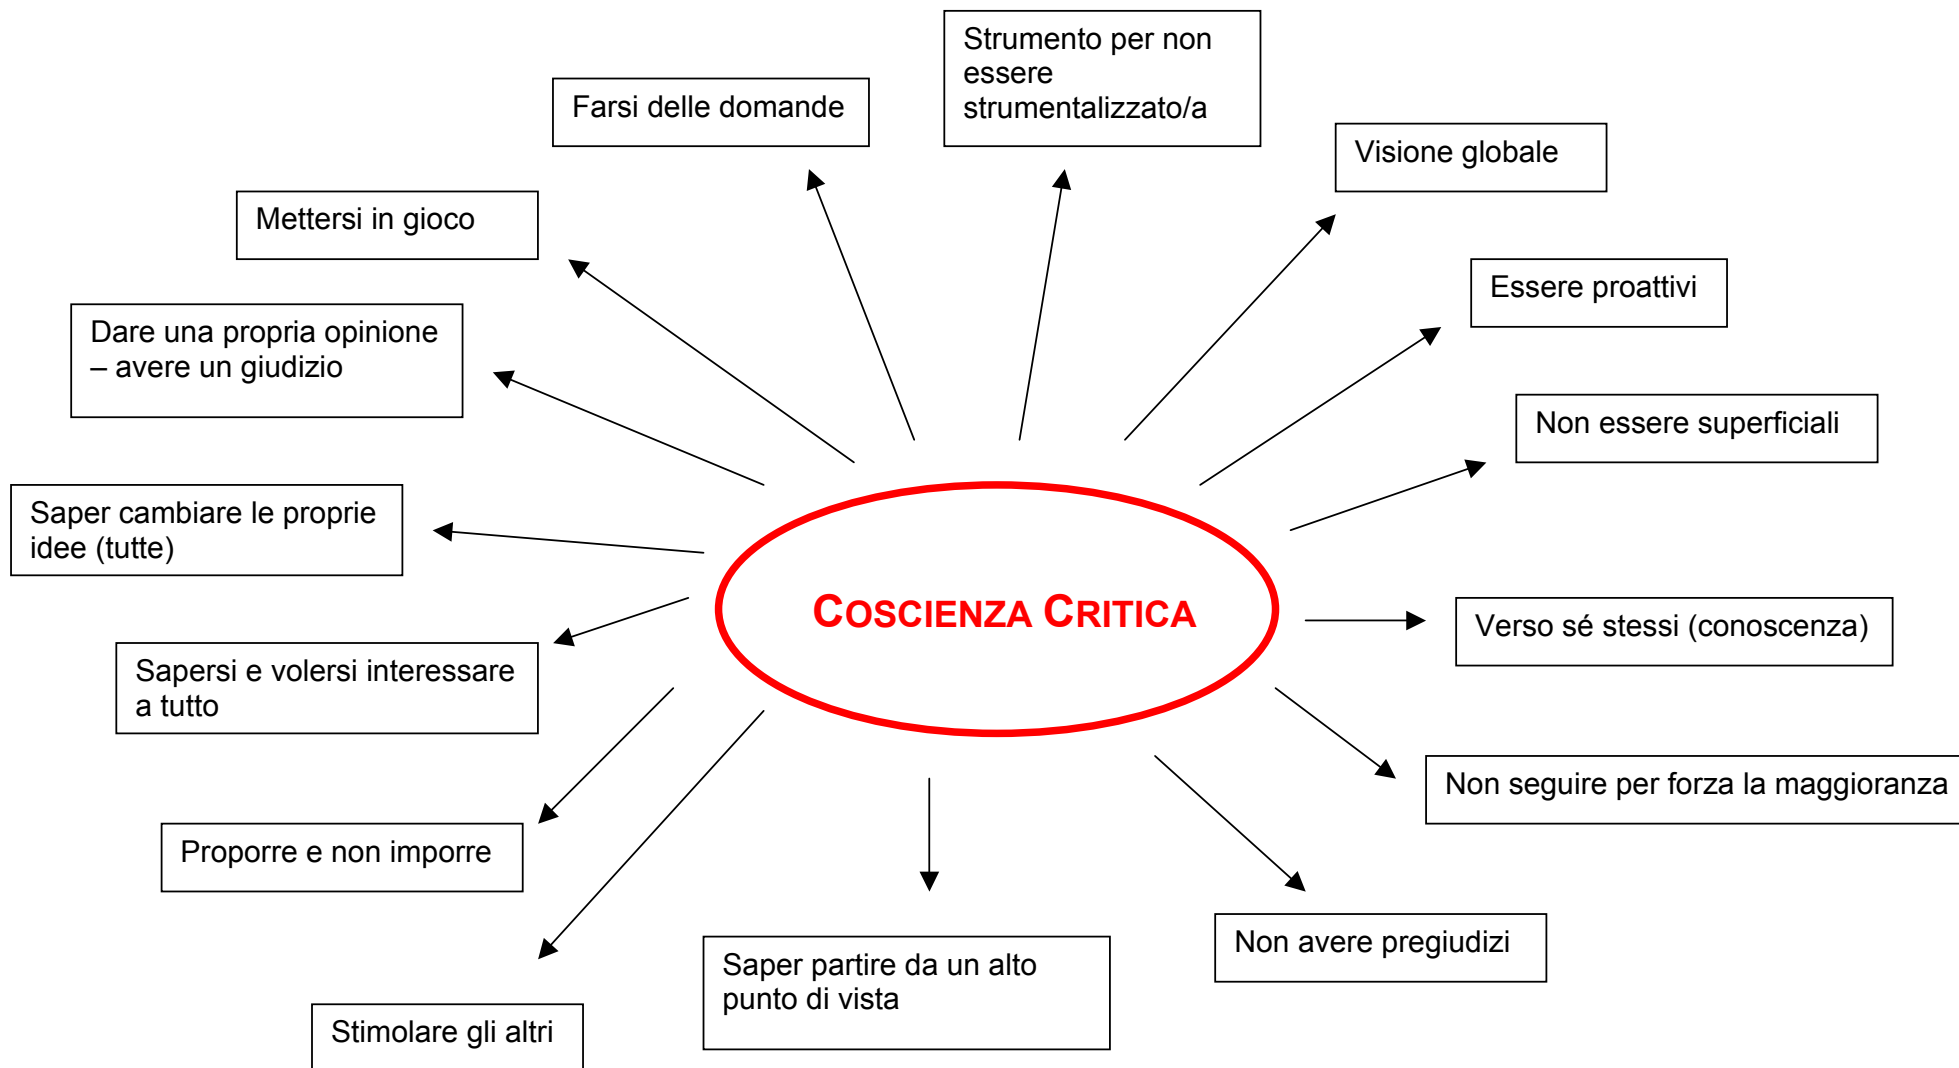 Strumento per non
essere
strumentalizzato/a
Farsi delle domande
Visione globale
Mettersi in gioco
Essere proattivi
Dare una propria opinione
– avere un giudizio
Non essere superficiali
Saper cambiare le proprie
idee (tutte)
COSCIENZA CRITICA
Verso sé stessi (conoscenza)
Sapersi e volersi interessare
a tutto
Non seguire per forza la maggioranza
Proporre e non imporre
Non avere pregiudizi
Saper partire da un alto
punto di vista
Stimolare gli altri